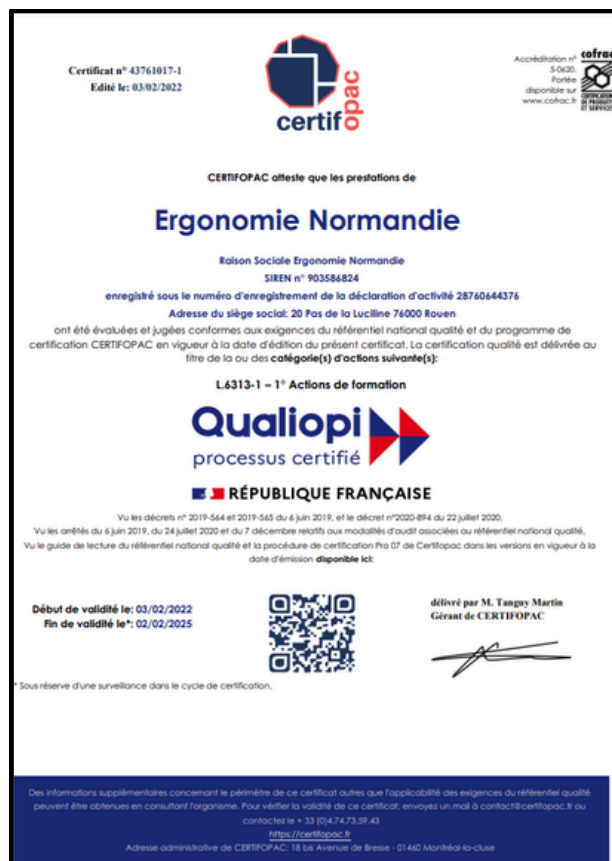 Certificat n° 43761017-1
Edité le: 03/02/2022
certifopac
Accréditation n°
5-0620,
Portée
disponible sur
www.cofrac.fr
cofrac
CERTIFICATION
DE PRODUITS
ET SERVICES
CERTIFOPAC atteste que les prestations de
Ergonomie Normandie
Raison Sociale Ergonomie Normandie
SIREN n° 903586824
enregistré sous le numéro d'enregistrement de la déclaration d'activité 28760644376
Adresse du siège social: 20 Pas de la Luciline 76000 Rouen
ont été évaluées et jugées conformes aux exigences du référentiel national qualité et du programme de
certification CERTIFOPAC en vigueur à la date d'édition du présent certificat. La certification qualité est délivrée au
titre de la ou des catégorie(s) d'actions suivante(s):
L.6313-1 – 1° Actions de formation
Qualiopi
processus certifié
RÉPUBLIQUE FRANÇAISE
Vu les décrets n° 2019-564 et 2019-565 du 6 juin 2019, et le décret n°2020-894 du 22 juillet 2020,
Vu les arrêtés du 6 juin 2019, du 24 juillet 2020 et du 7 décembre relatifs aux modalités d'audit associées au référentiel national qualité,
Vu le guide de lecture du référentiel national qualité et la procédure de certification Pro 07 de Certifopac dans les versions en vigueur à la
date d'émission disponible ici:
Début de validité le: 03/02/2022
Fin de validité le*: 02/02/2025
délivré par M. Tanguy Martin
Gérant de CERTIFOPAC
* Sous réserve d'une surveillance dans le cycle de certification.
Des informations supplémentaires concernant le périmètre de ce certificat autres que l'applicabilité des exigences du référentiel qualité
peuvent être obtenues en consultant l'organisme. Pour vérifier la validité de ce certificat, envoyez un mail à contact@certifopac.fr ou
contactez le + 33 (0)4.74.73.59.43
https://certifopac.fr
Adresse administrative de CERTIFOPAC: 18 bis Avenue de Bresse - 01460 Montréal-la-cluse